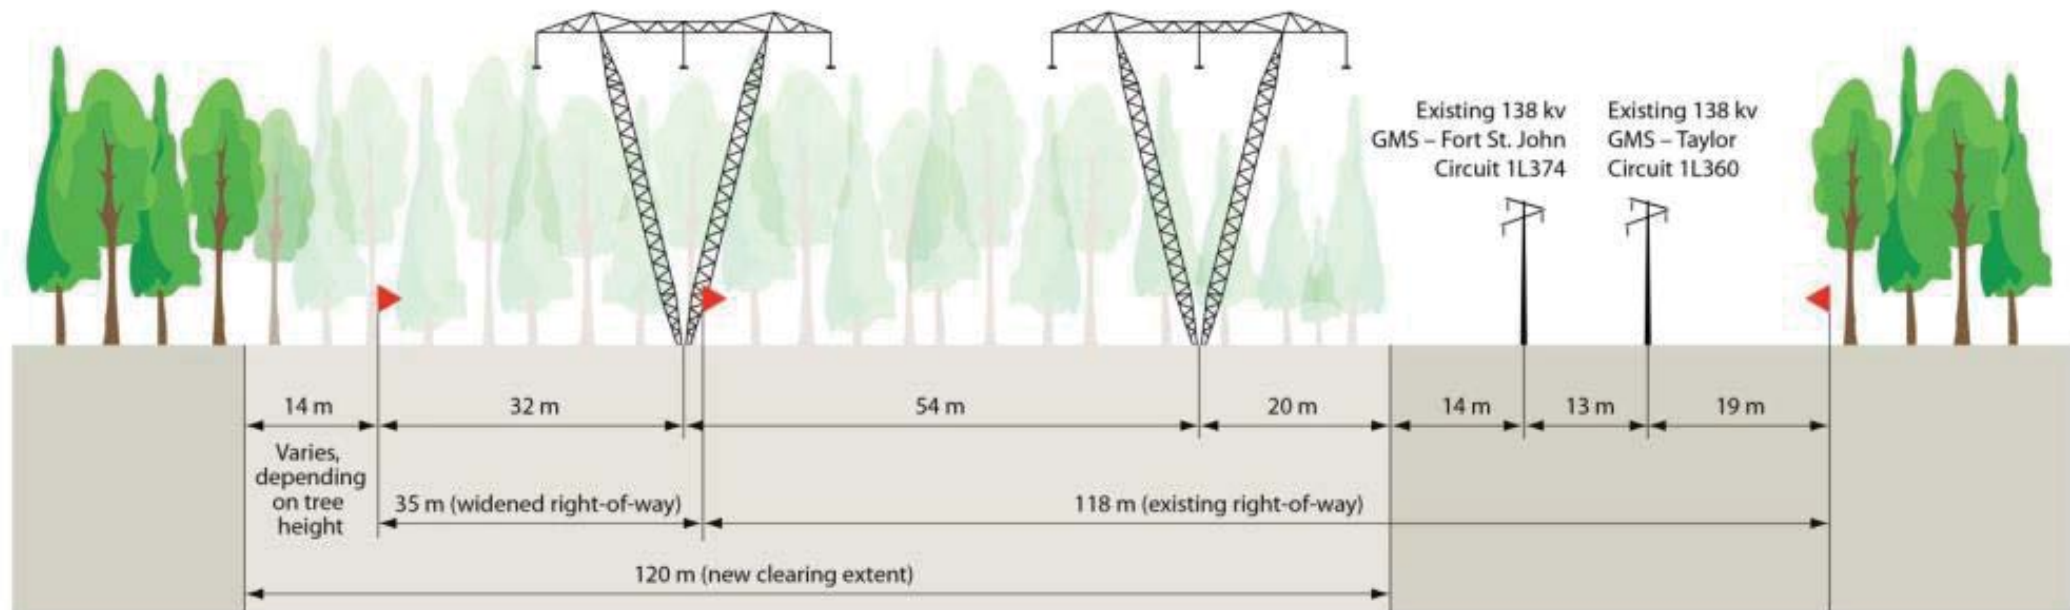 Existing 138 kv
GMS – Fort St. John
Circuit 1L374
Existing 138 kv
GMS – Taylor
Circuit 1L360
14 m
32 m
54 m
20 m
14 m
13 m
19 m
Varies,
depending
on tree
height
35 m (widened right-of-way)
118 m (existing right-of-way)
120 m (new clearing extent)